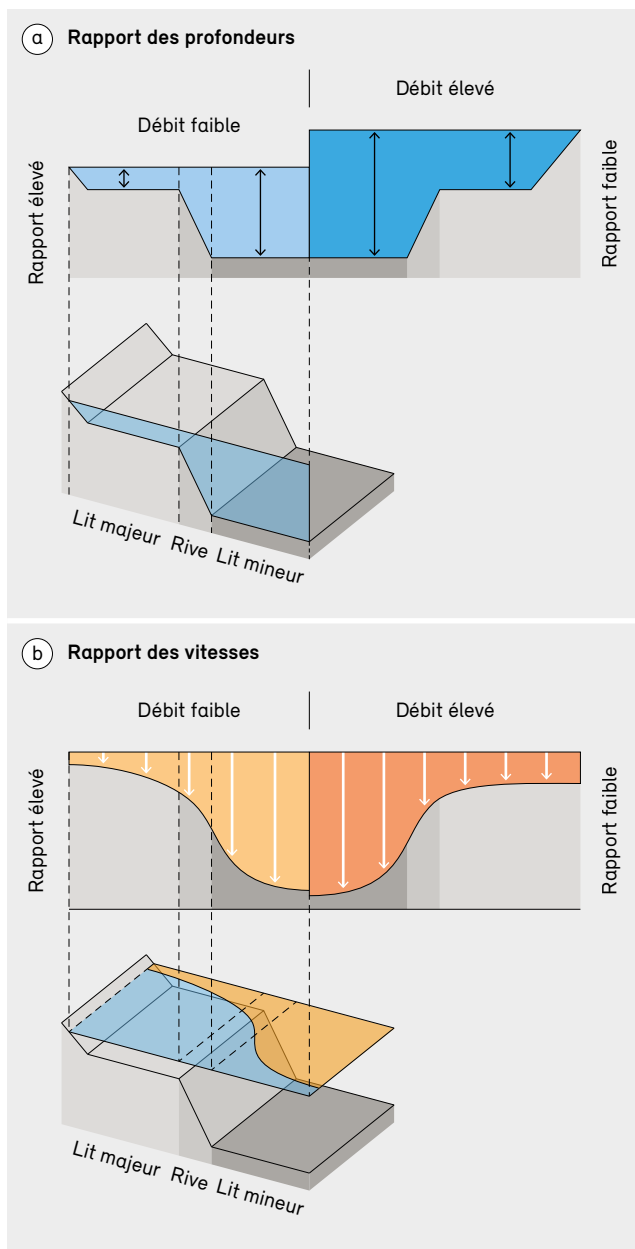 a Rapport des profondeurs
Débit élevé
Débit faible
Rapport élevé
Rapport faible
Lit majeur Rive Lit mineur
b Rapport des vitesses
Débit faible
Débit élevé
Rapport élevé
Rapport faible
Lit majeur Rive Lit mineur